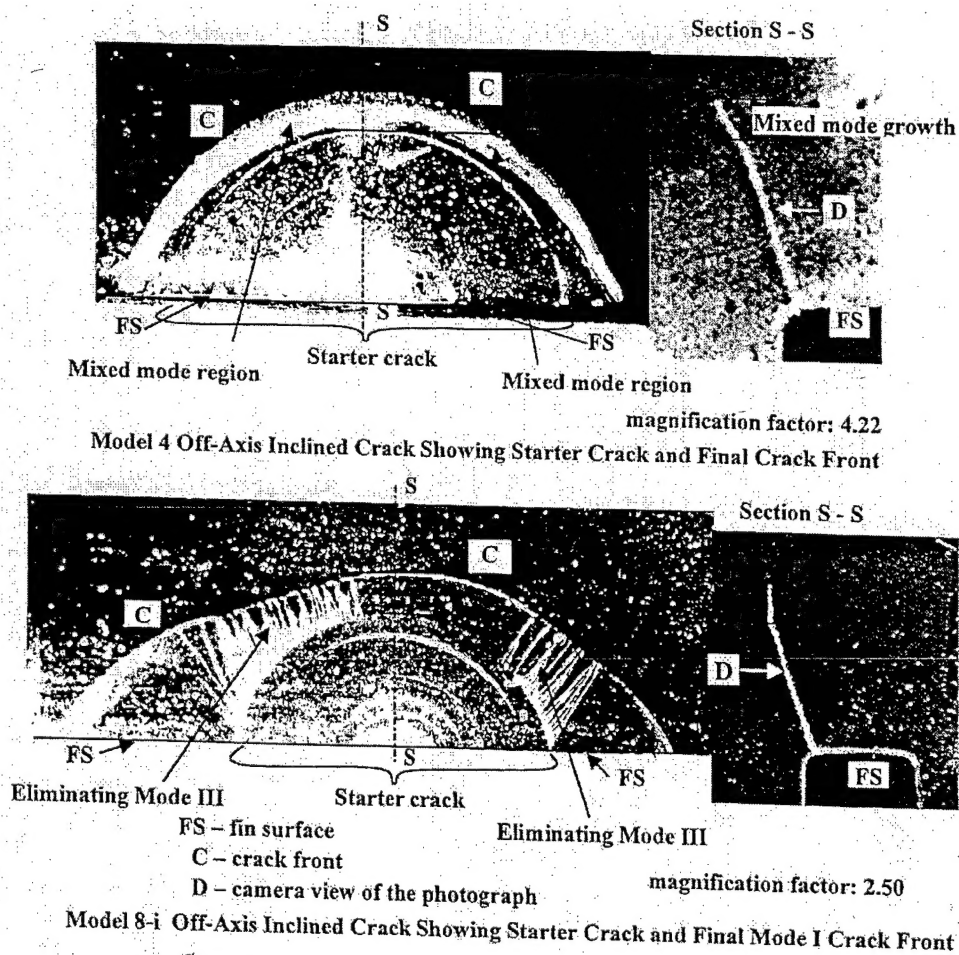 S
Section S - S
C
C
Mixed mode growth
D
FS
S
FS
FS
Starter crack
Mixed mode region
Mixed mode region
magnification factor: 4.22
Model 4 Off-Axis Inclined Crack Showing Starter Crack and Final Crack Front
S
Section S - S
C
C
D
FS
S
FS
FS
Eliminating Mode III
Starter crack
Eliminating Mode III
FS – fin surface
C – crack front
D – camera view of the photograph
magnification factor: 2.50
Model 8-i Off-Axis Inclined Crack Showing Starter Crack and Final Mode I Crack Front